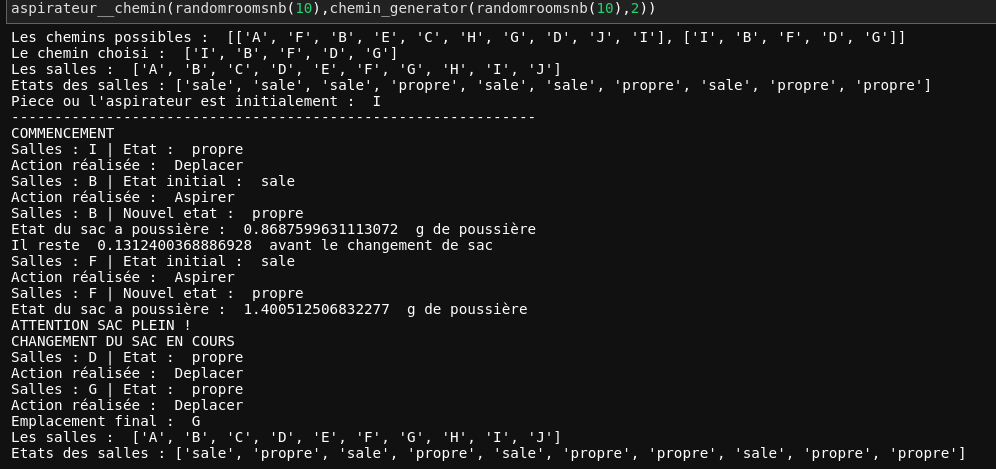 aspirateur__chemin(randomroomsnb(10),chemin_generator(randomroomsnb(10),2))
Les chemins possibles :  [['A', 'F', 'B', 'E', 'C', 'H', 'G', 'D', 'J', 'I'], ['I', 'B', 'F', 'D', 'G']]
Le chemin choisi :  ['I', 'B', 'F', 'D', 'G']
Les salles :  ['A', 'B', 'C', 'D', 'E', 'F', 'G', 'H', 'I', 'J']
Etats des salles : ['sale', 'sale', 'sale', 'propre', 'sale', 'sale', 'propre', 'sale', 'propre', 'propre']
Piece ou l'aspirateur est initialement :  I
-------------------------------------------------------------
COMMENCEMENT
Salles : I | Etat :  propre
Action réalisée :  Deplacer
Salles : B | Etat initial :  sale
Action réalisée :  Aspirer
Salles : B | Nouvel etat :  propre
Etat du sac a poussière :  0.8687599631113072  g de poussière
Il reste  0.1312400368886928  avant le changement de sac
Salles : F | Etat initial :  sale
Action réalisée :  Aspirer
Salles : F | Nouvel etat :  propre
Etat du sac a poussière :  1.400512506832277  g de poussière
ATTENTION SAC PLEIN !
CHANGEMENT DU SAC EN COURS
Salles : D | Etat :  propre
Action réalisée :  Deplacer
Salles : G | Etat :  propre
Action réalisée :  Deplacer
Emplacement final :  G
Les salles :  ['A', 'B', 'C', 'D', 'E', 'F', 'G', 'H', 'I', 'J']
Etats des salles : ['sale', 'propre', 'sale', 'propre', 'sale', 'propre', 'propre', 'sale', 'propre', 'propre']